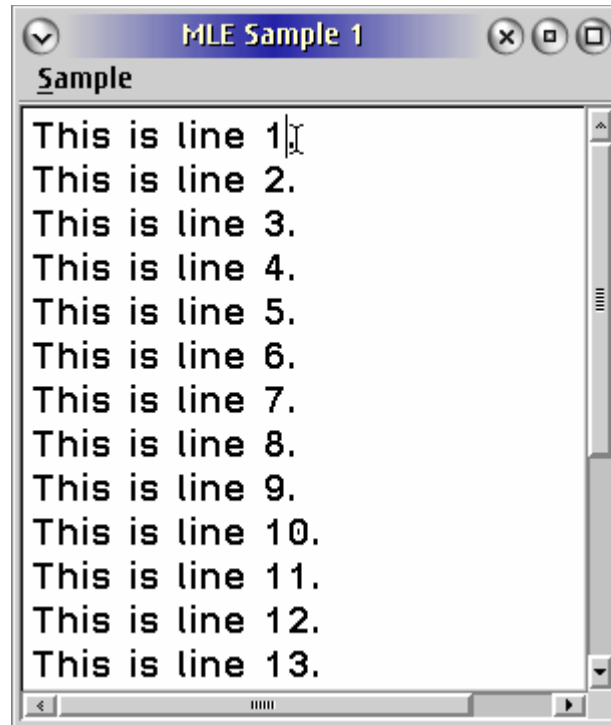 MLE Sample 1
Sample
This is line 1.
This is line 2.
This is line 3.
This is line 4.
This is line 5.
This is line 6.
This is line 7.
This is line 8.
This is line 9.
This is line 10.
This is line 11.
This is line 12.
This is line 13.